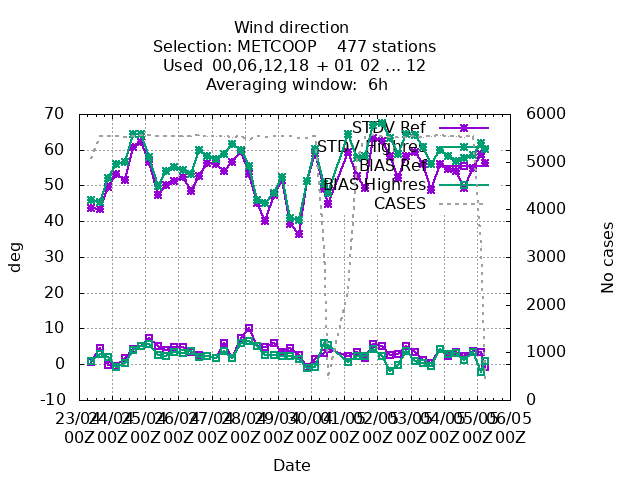 Wind direction
Selection: METCOOP 477 stations
Used 00,06,12,18 + 01 02 ... 12
Averaging window: 6h
70
60
50
40
30
20
10
0
-10
deg
6000
5000
4000
3000
2000
1000
0
No cases
STDV Ref
STDV Highres
BIAS Ref
BIAS Highres
CASES
23/04 24/04 25/04 26/04 27/04 28/04 29/04 30/04 01/05 02/05 03/05 04/05 05/05 06/05
00Z 00Z 00Z 00Z 00Z 00Z 00Z 00Z 00Z 00Z 00Z 00Z 00Z 00Z
Date